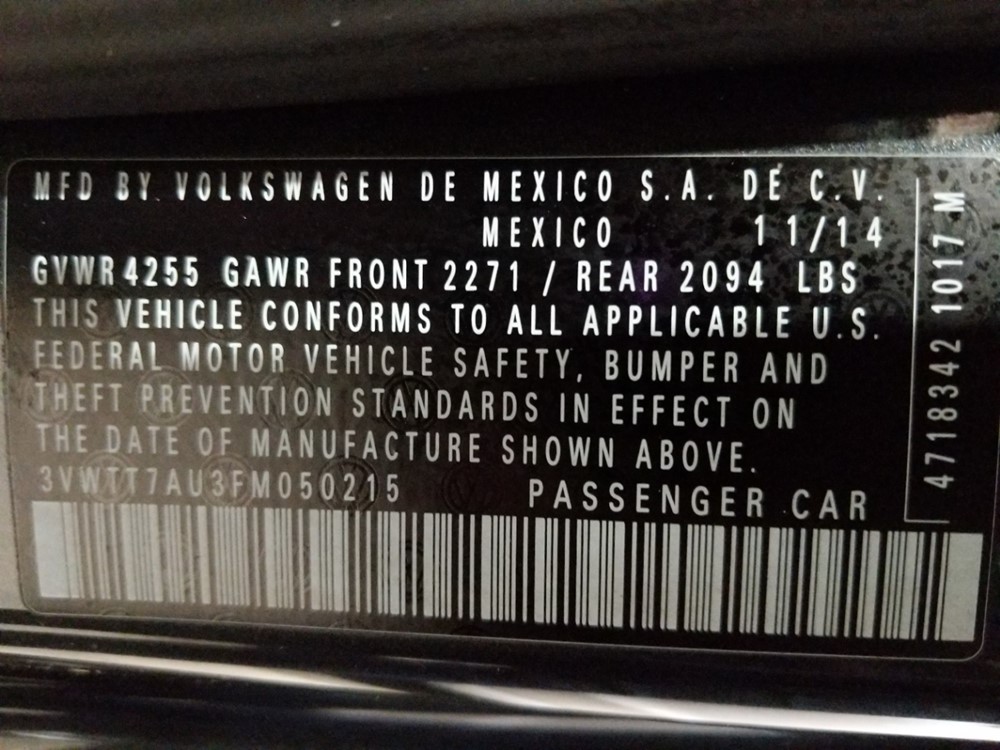 MFD BY VOLKSWAGEN DE MEXICO S.A. DE C.V.
MEXICO 11/14
GVWR 4255 GAWR FRONT 2271 / REAR 2094 LBS
THIS VEHICLE CONFORMS TO ALL APPLICABLE U.S.
FEDERAL MOTOR VEHICLE SAFETY, BUMPER AND
THEFT PREVENTION STANDARDS IN EFFECT ON
THE DATE OF MANUFACTURE SHOWN ABOVE.
3VWTT7AU3FM050215 PASSENGER CAR
4718342 1017 M